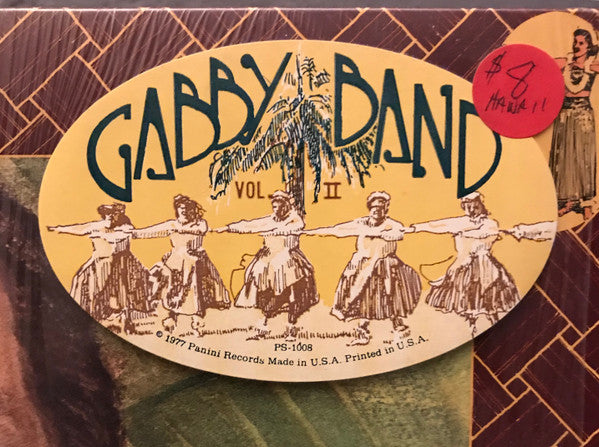 GABBY BAND
VOL II
$8
HAWAII
© 1977 Panini Records Made in U.S.A. Printed in U.S.A.
PS-1008